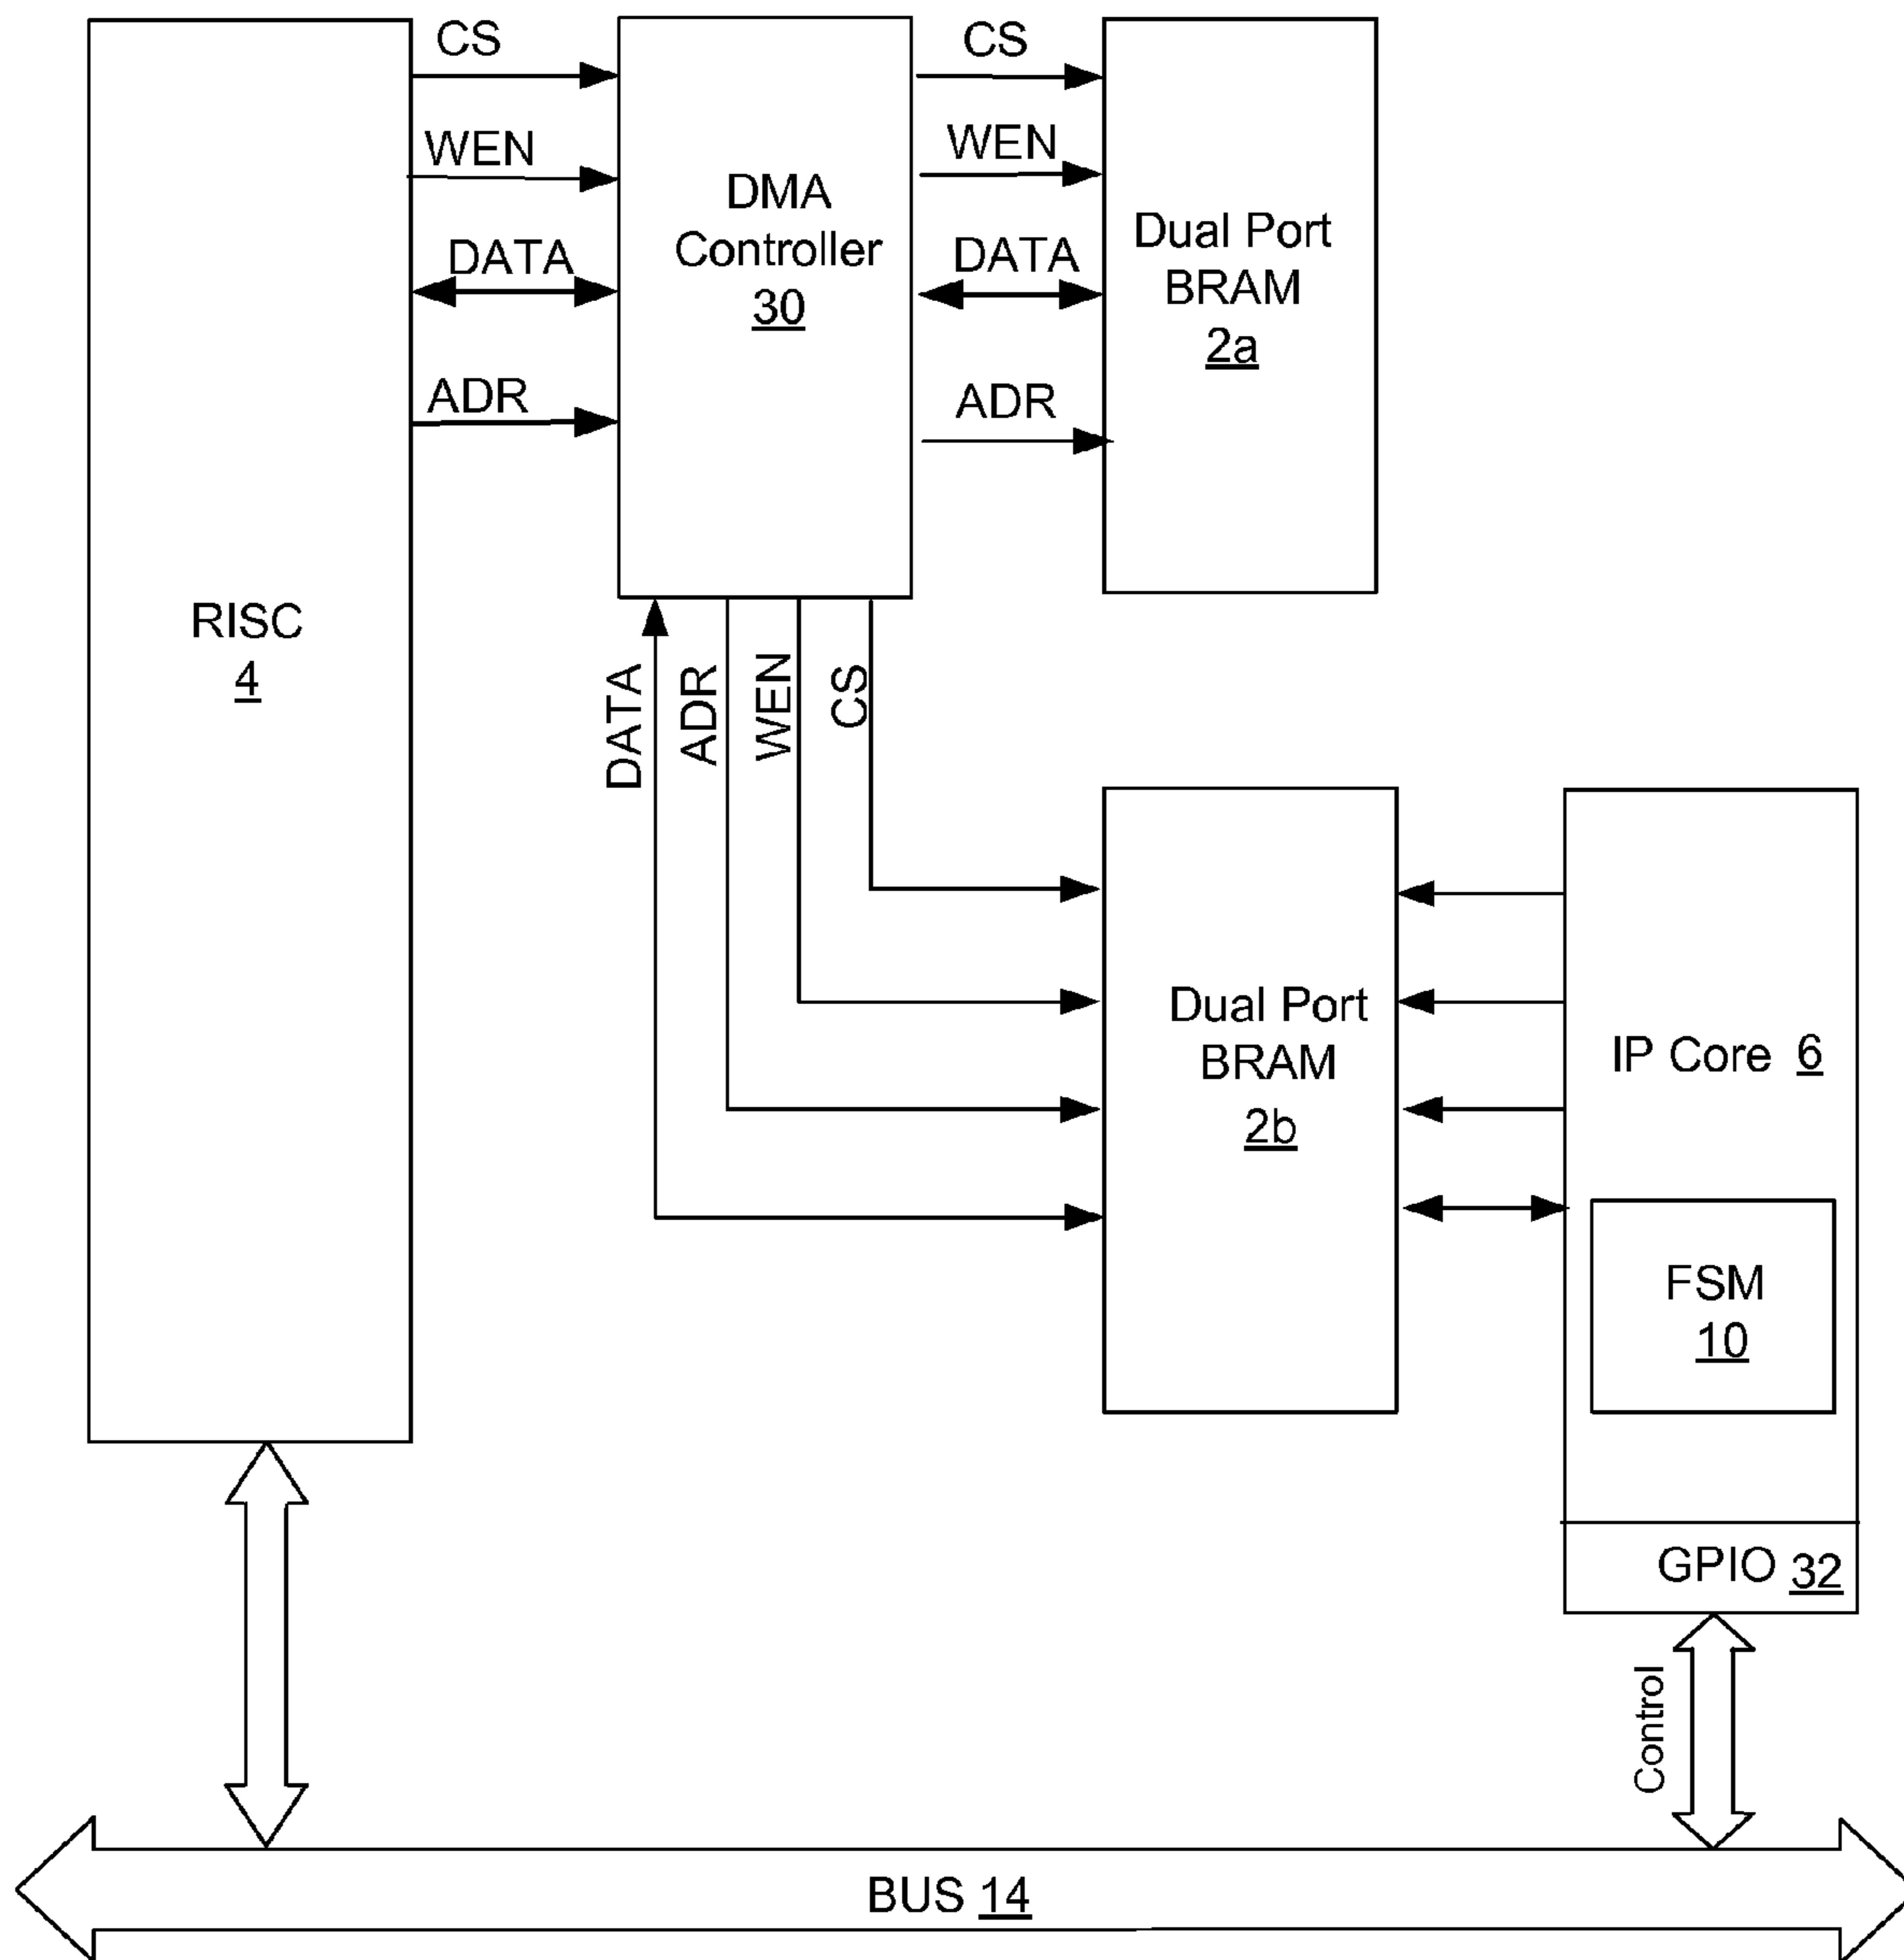 CS
CS
WEN
WEN
DMA
Controller
30
Dual Port
BRAM
2a
DATA
DATA
ADR
ADR
RISC
4
DATA
ADR
WEN
CS
Dual Port
BRAM
2b
IP Core 6
FSM
10
GPIO 32
Control
BUS 14